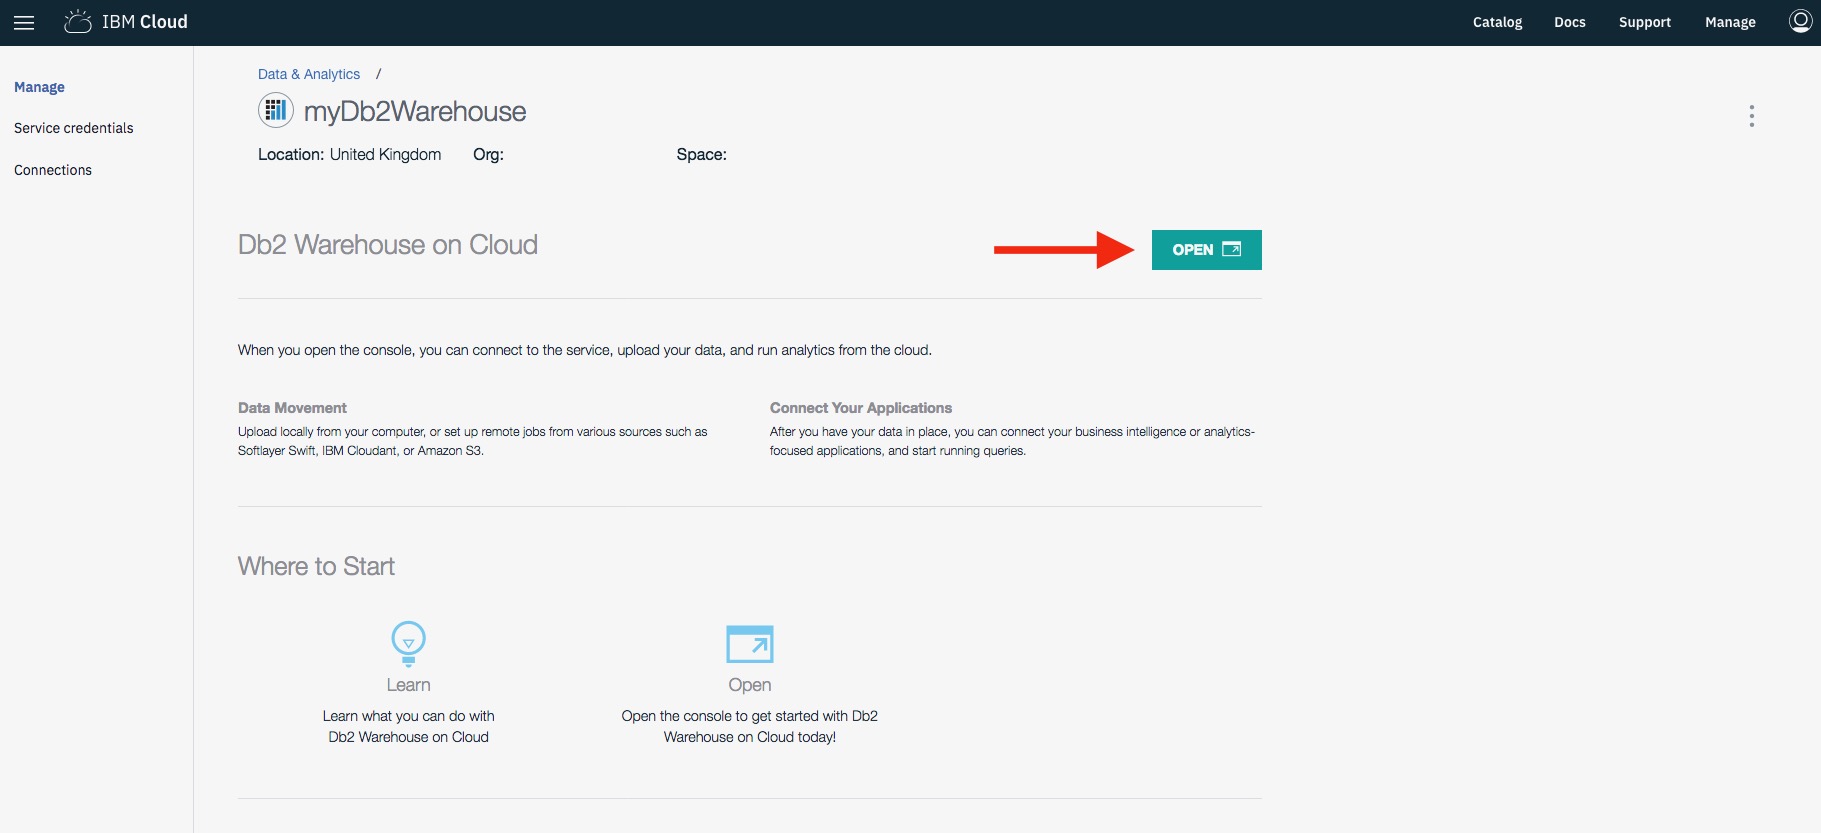 IBM Cloud
Catalog
Docs
Support
Manage
Manage
Service credentials
Connections
Data & Analytics /
myDb2Warehouse
Location: United Kingdom Org: Space:
Db2 Warehouse on Cloud
OPEN
When you open the console, you can connect to the service, upload your data, and run analytics from the cloud.
Data Movement
Upload locally from your computer, or set up remote jobs from various sources such as
Softlayer Swift, IBM Cloudant, or Amazon S3.
Connect Your Applications
After you have your data in place, you can connect your business intelligence or analytics-
focused applications, and start running queries.
Where to Start
Learn
Learn what you can do with
Db2 Warehouse on Cloud
Open
Open the console to get started with Db2
Warehouse on Cloud today!